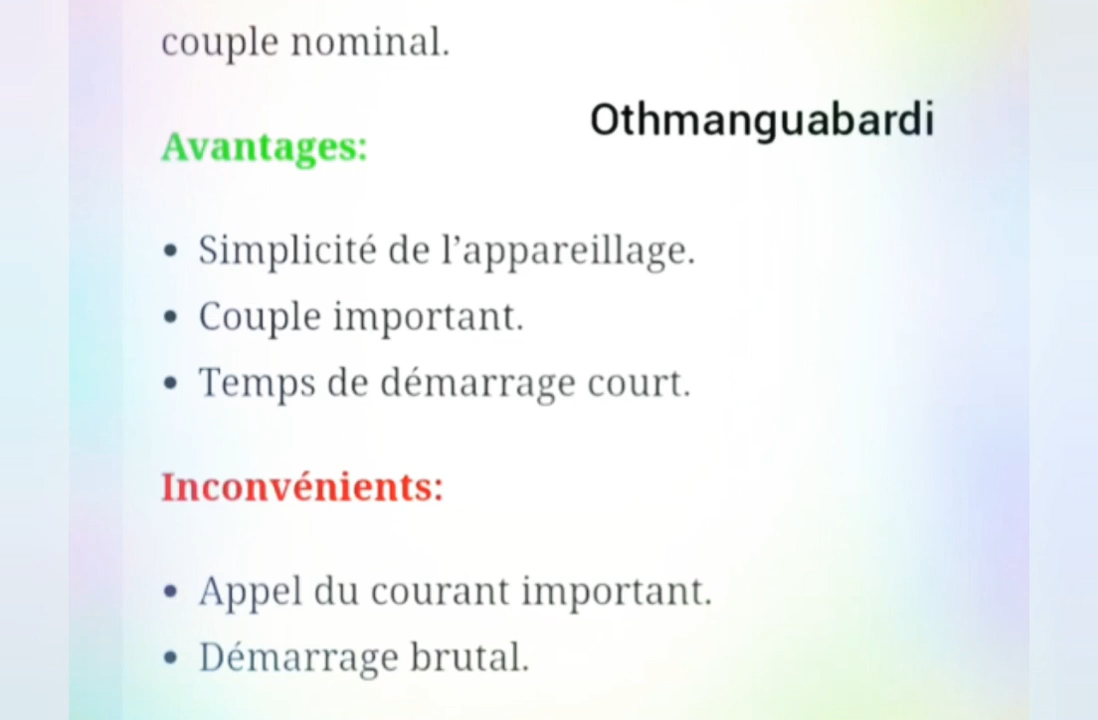 couple nominal.
Othmanguabardi
Avantages:
• Simplicité de l’appareillage.
• Couple important.
• Temps de démarrage court.
Inconvénients:
• Appel du courant important.
• Démarrage brutal.